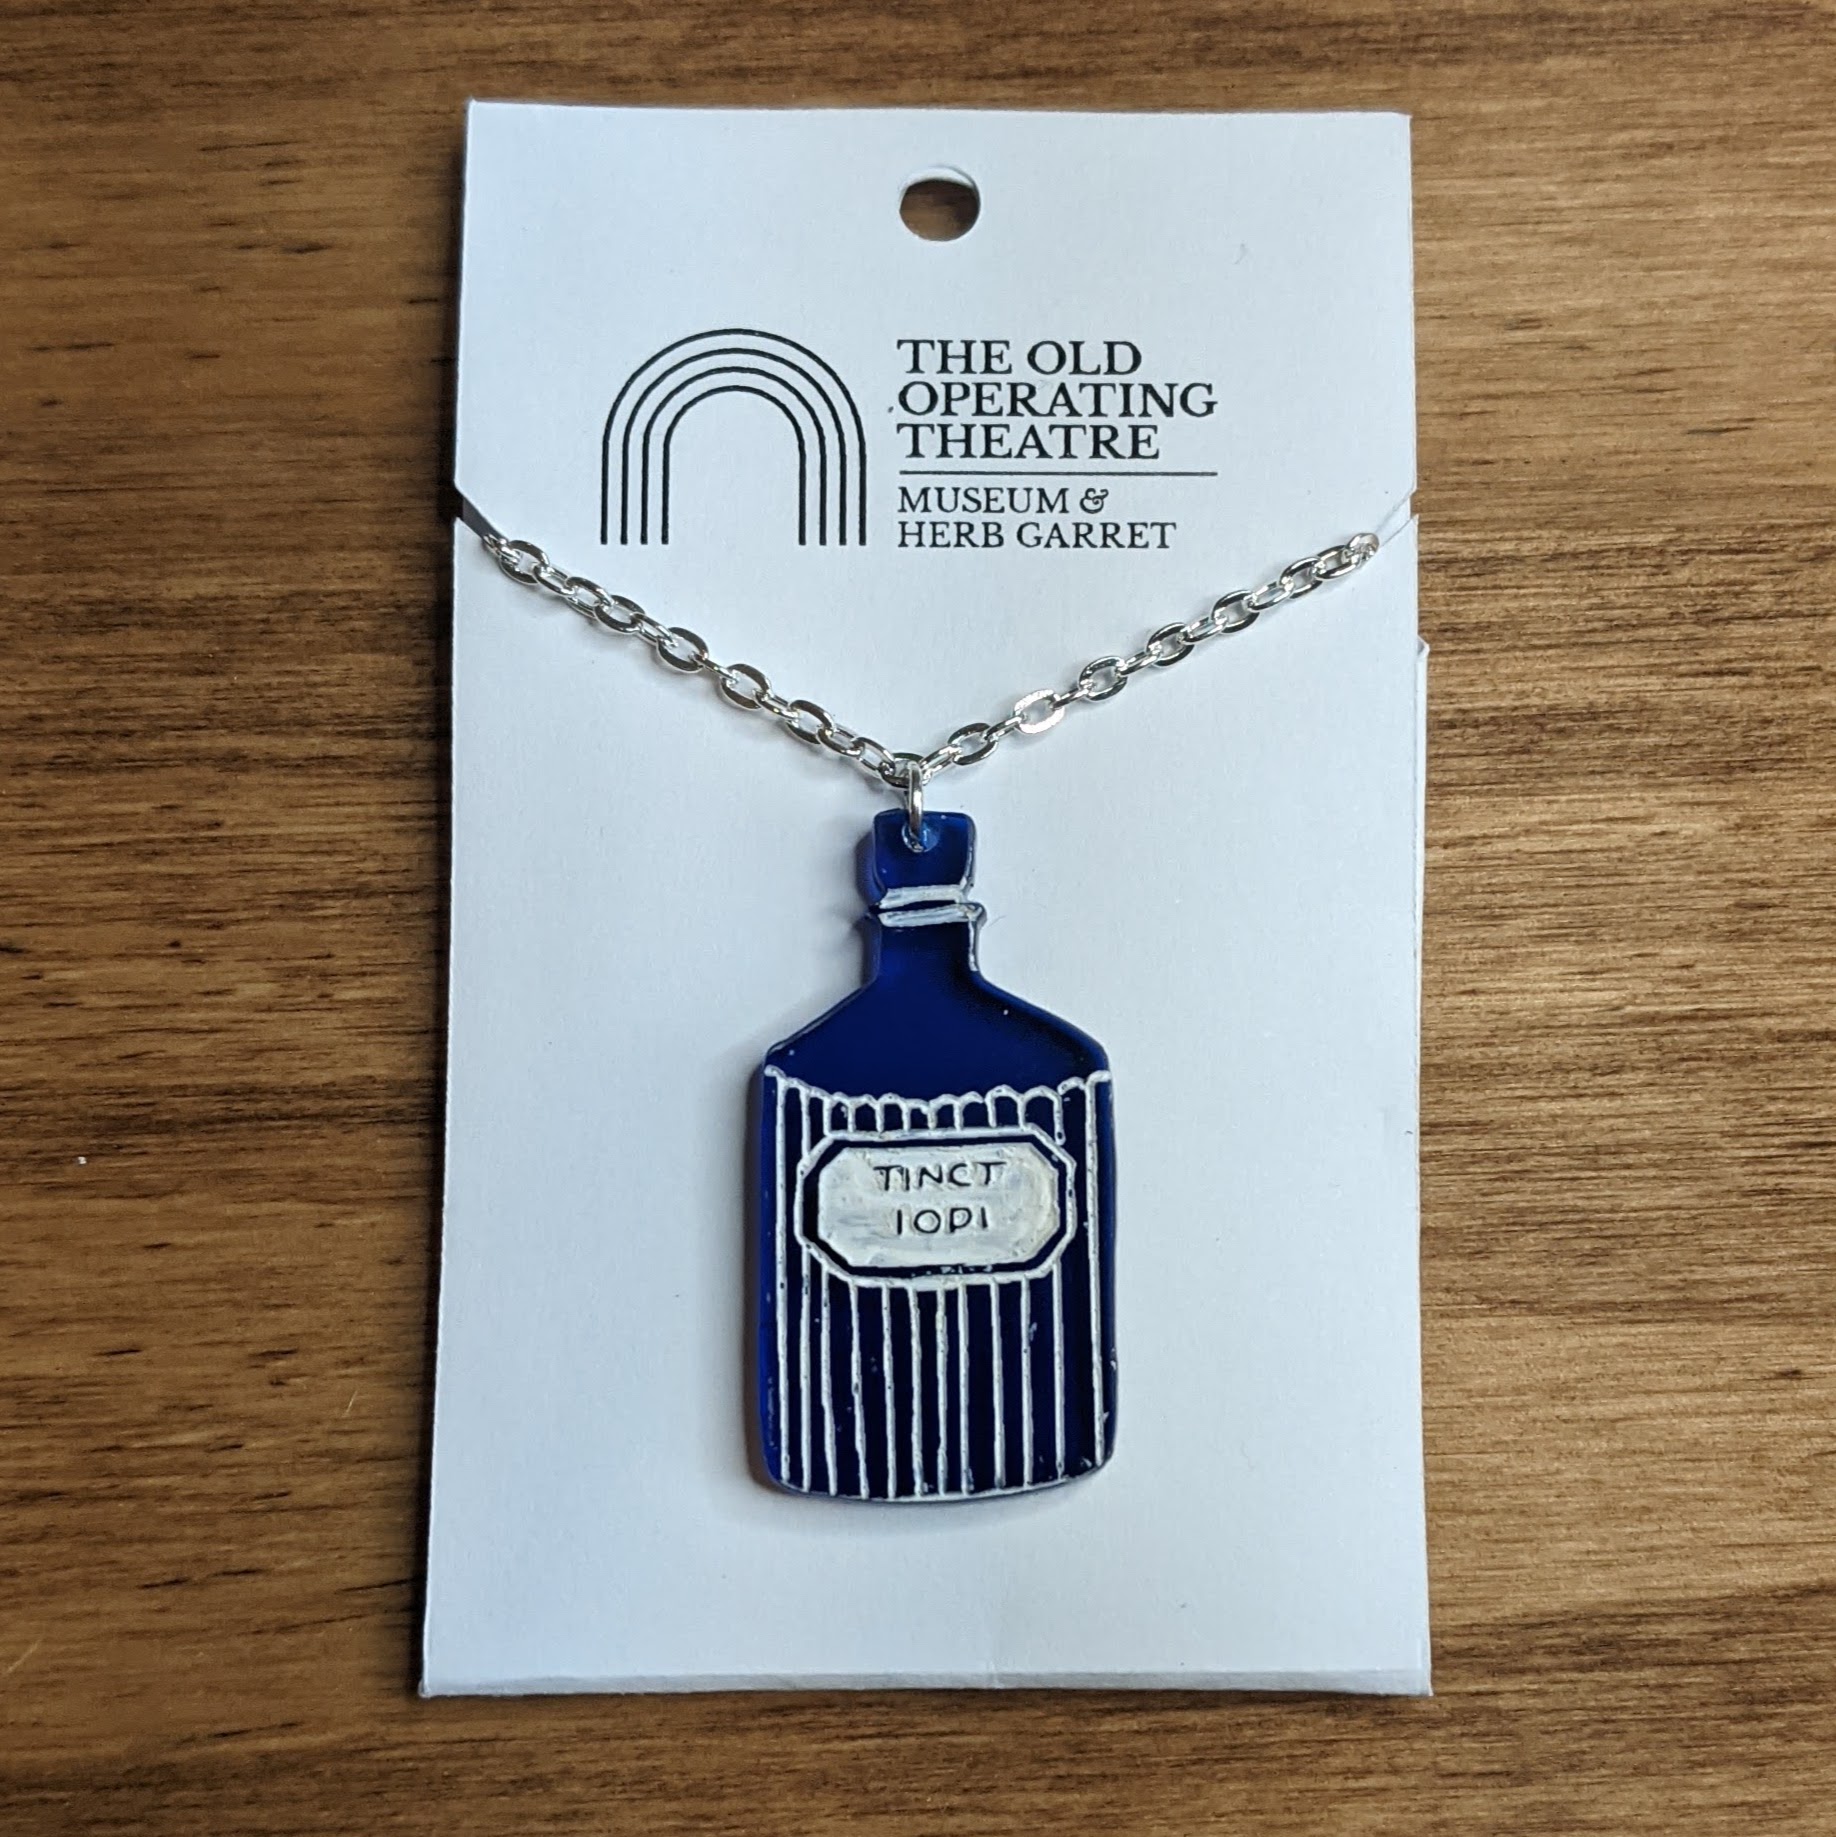 THE OLD
OPERATING
THEATRE
MUSEUM &
HERB GARRET
TINCT
IODI